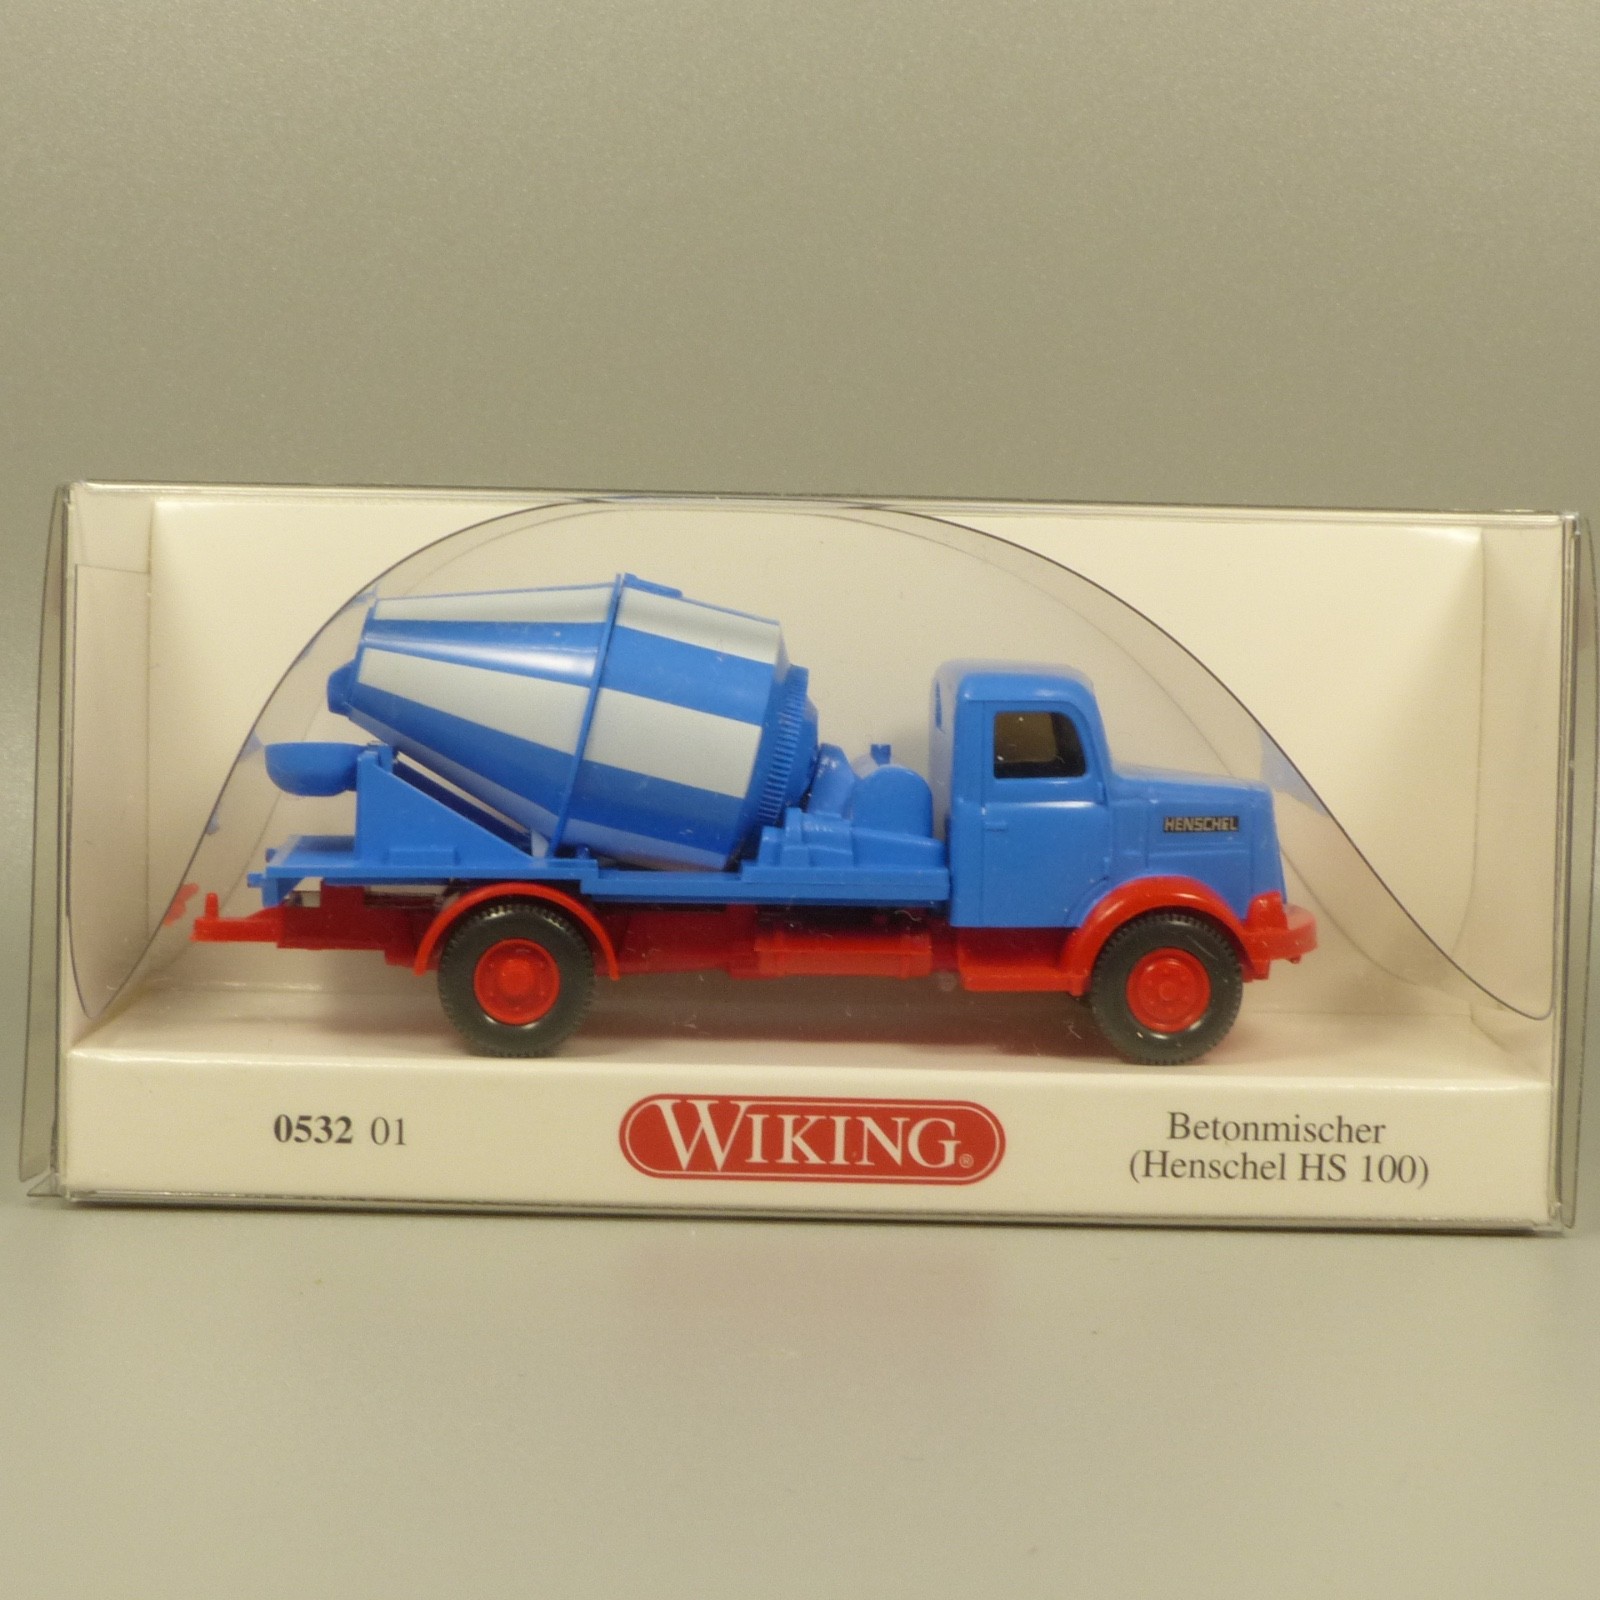 HENSCHEL
0532 01
WIKING®
Betonmischer
(Henschel HS 100)